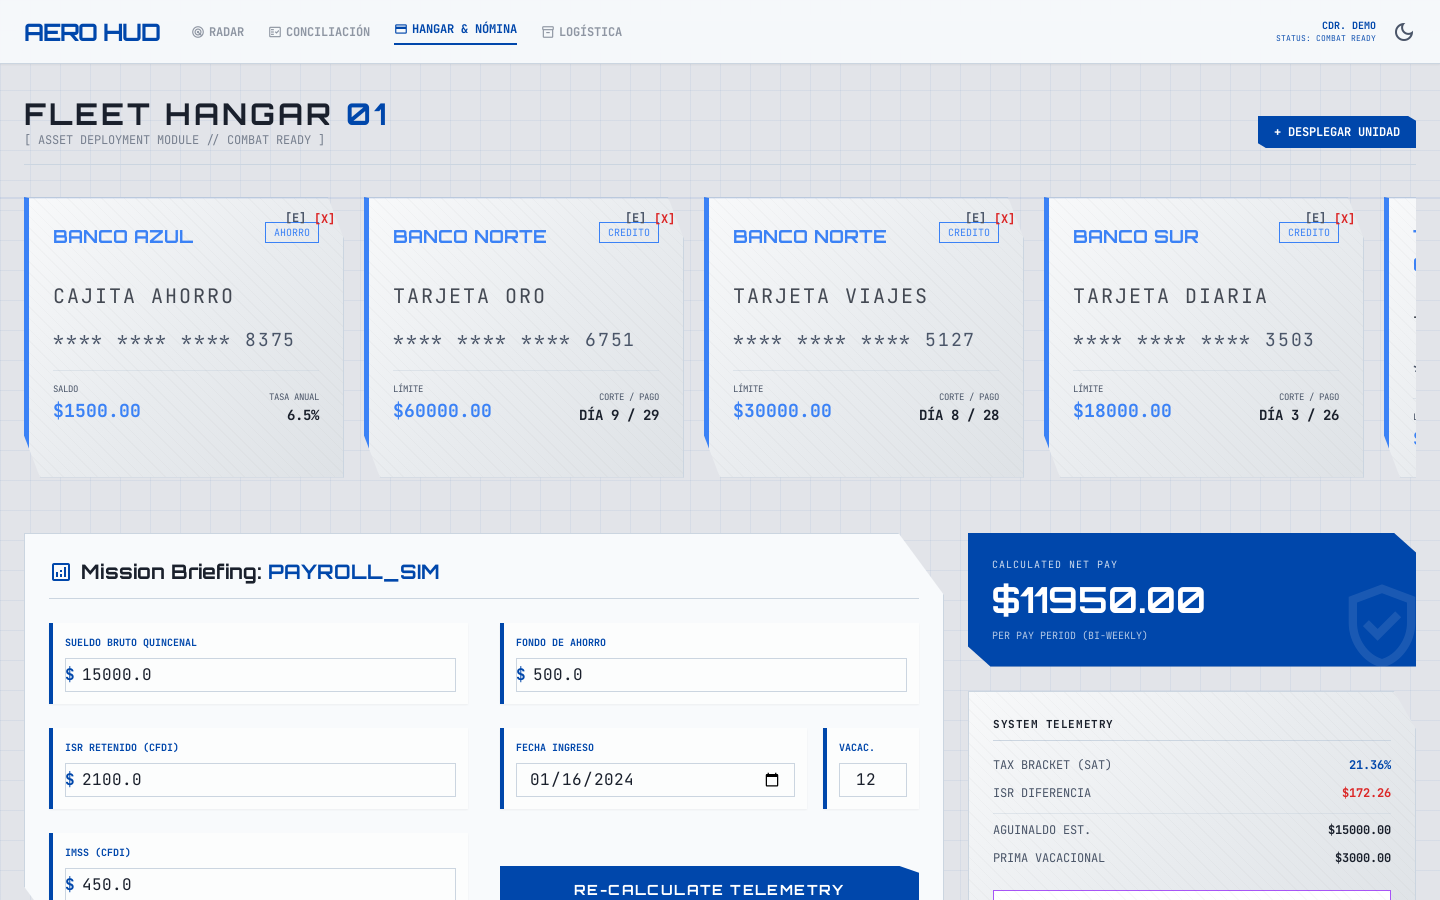 AERO HUD
RADAR
CONCILIACIÓN
HANGAR & NÓMINA
LOGÍSTICA
CDR. DEMO
STATUS: COMBAT READY
FLEET HANGAR 01
[ ASSET DEPLOYMENT MODULE // COMBAT READY ]
+ DESPLEGAR UNIDAD
[E] [X]
BANCO AZUL
AHORRO
CAJITA AHORRO
**** **** **** 8375
SALDO
$1500.00
TASA ANUAL
6.5%
[E] [X]
BANCO NORTE
CREDITO
TARJETA ORO
**** **** **** 6751
LÍMITE
$60000.00
CORTE / PAGO
DÍA 9 / 29
[E] [X]
BANCO NORTE
CREDITO
TARJETA VIAJES
**** **** **** 5127
LÍMITE
$30000.00
CORTE / PAGO
DÍA 8 / 28
[E] [X]
BANCO SUR
CREDITO
TARJETA DIARIA
**** **** **** 3503
LÍMITE
$18000.00
CORTE / PAGO
DÍA 3 / 26
Mission Briefing: PAYROLL_SIM
SUELDO BRUTO QUINCENAL
$ 15000.0
FONDO DE AHORRO
$ 500.0
ISR RETENIDO (CFDI)
$ 2100.0
FECHA INGRESO
01/16/2024
VACAC.
12
IMSS (CFDI)
$ 450.0
RE-CALCULATE TELEMETRY
CALCULATED NET PAY
$11950.00
PER PAY PERIOD (BI-WEEKLY)
SYSTEM TELEMETRY
TAX BRACKET (SAT) 21.36%
ISR DIFERENCIA $172.26
AGUINALDO EST. $15000.00
PRIMA VACACIONAL $3000.00